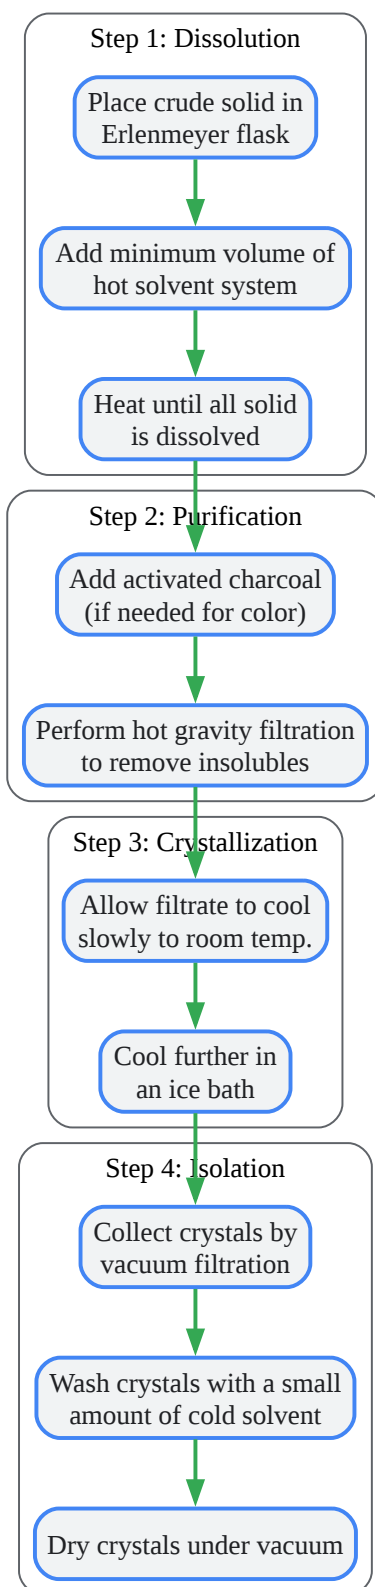 Step 1: Dissolution
Place crude solid in
Erlenmeyer flask
Add minimum volume of
hot solvent system
Heat until all solid
is dissolved
Step 2: Purification
Add activated charcoal
(if needed for color)
Perform hot gravity filtration
to remove insolubles
Step 3: Crystallization
Allow filtrate to cool
slowly to room temp.
Cool further in
an ice bath
Step 4: Isolation
Collect crystals by
vacuum filtration
Wash crystals with a small
amount of cold solvent
Dry crystals under vacuum